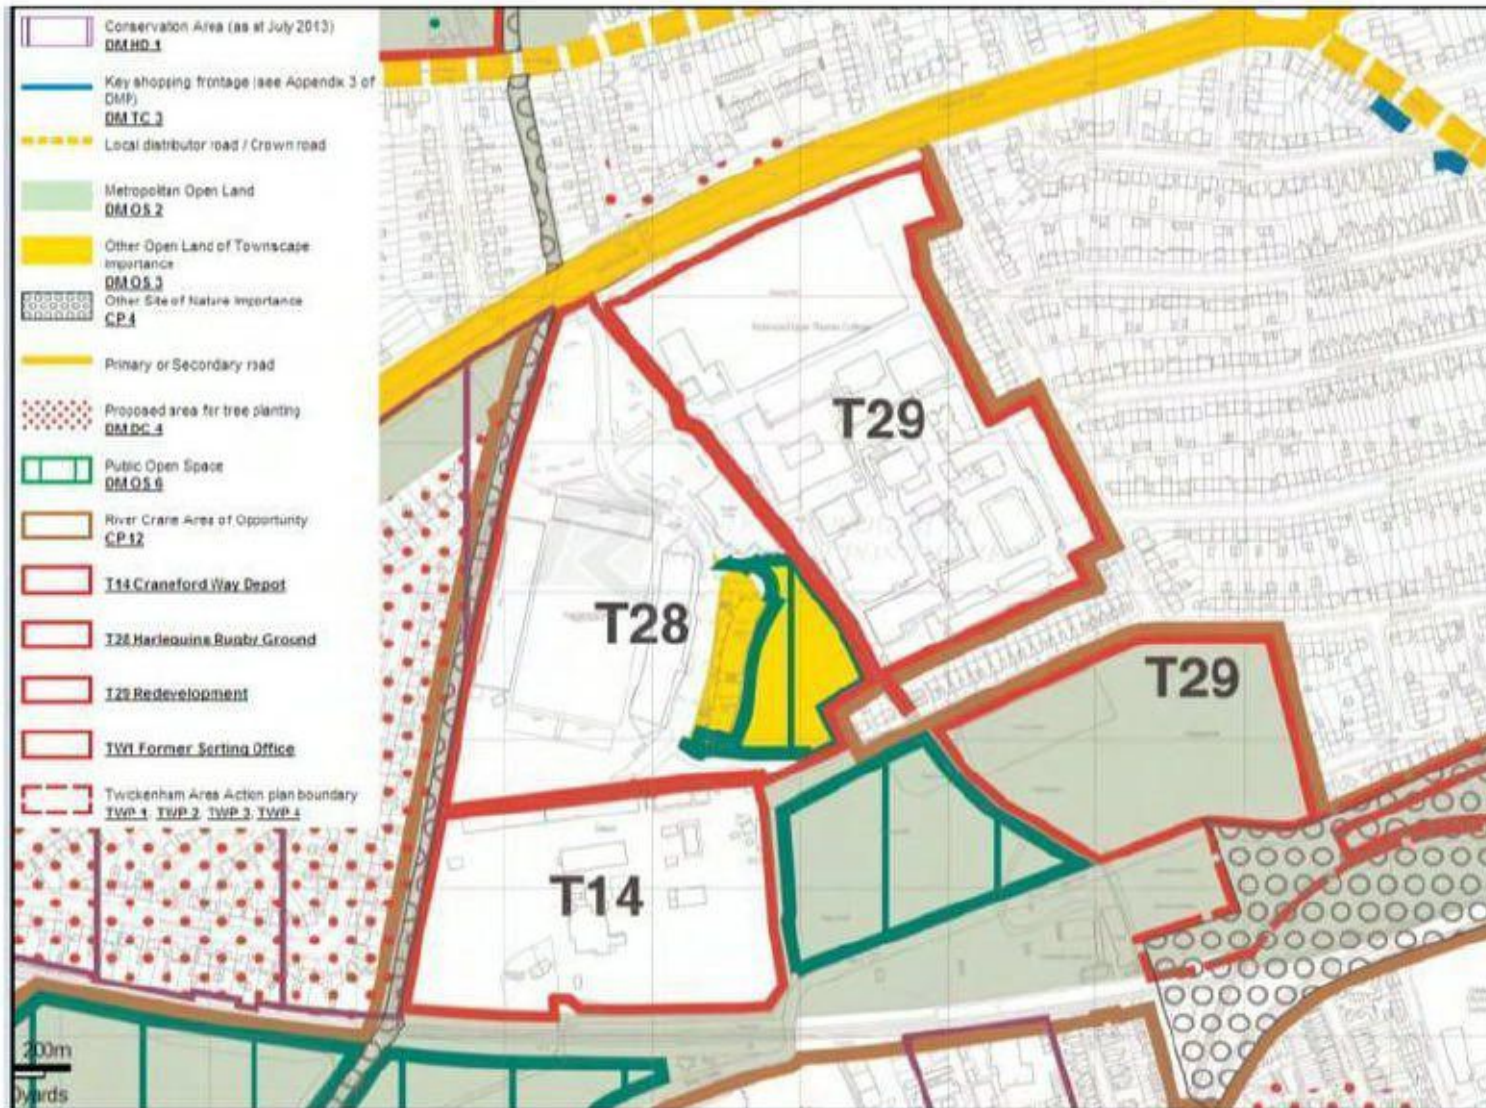 Conservation Area (as at July 2013)
DM HD 1
Key shopping frontage (see Appendix 3 of
DMP)
DM TC 3
Local distributor road / Crown road
Metropolitan Open Land
DM OS 2
Other Open Land of Townscape
Importance
DM OS 3
Other Site of Nature Importance
CP 4
Primary or Secondary road
Proposed area for tree planting
DM DC 4
Public Open Space
DM OS 6
River Crane Area of Opportunity
CP 12
T14 Craneford Way Depot
T28 Harlequins Rugby Ground
T29 Redevelopment
TW1 Former Sorting Office
Twickenham Area Action plan boundary
TWP 1, TWP 2, TWP 3, TWP 4
T29
T28
T29
T14
200m
0yards